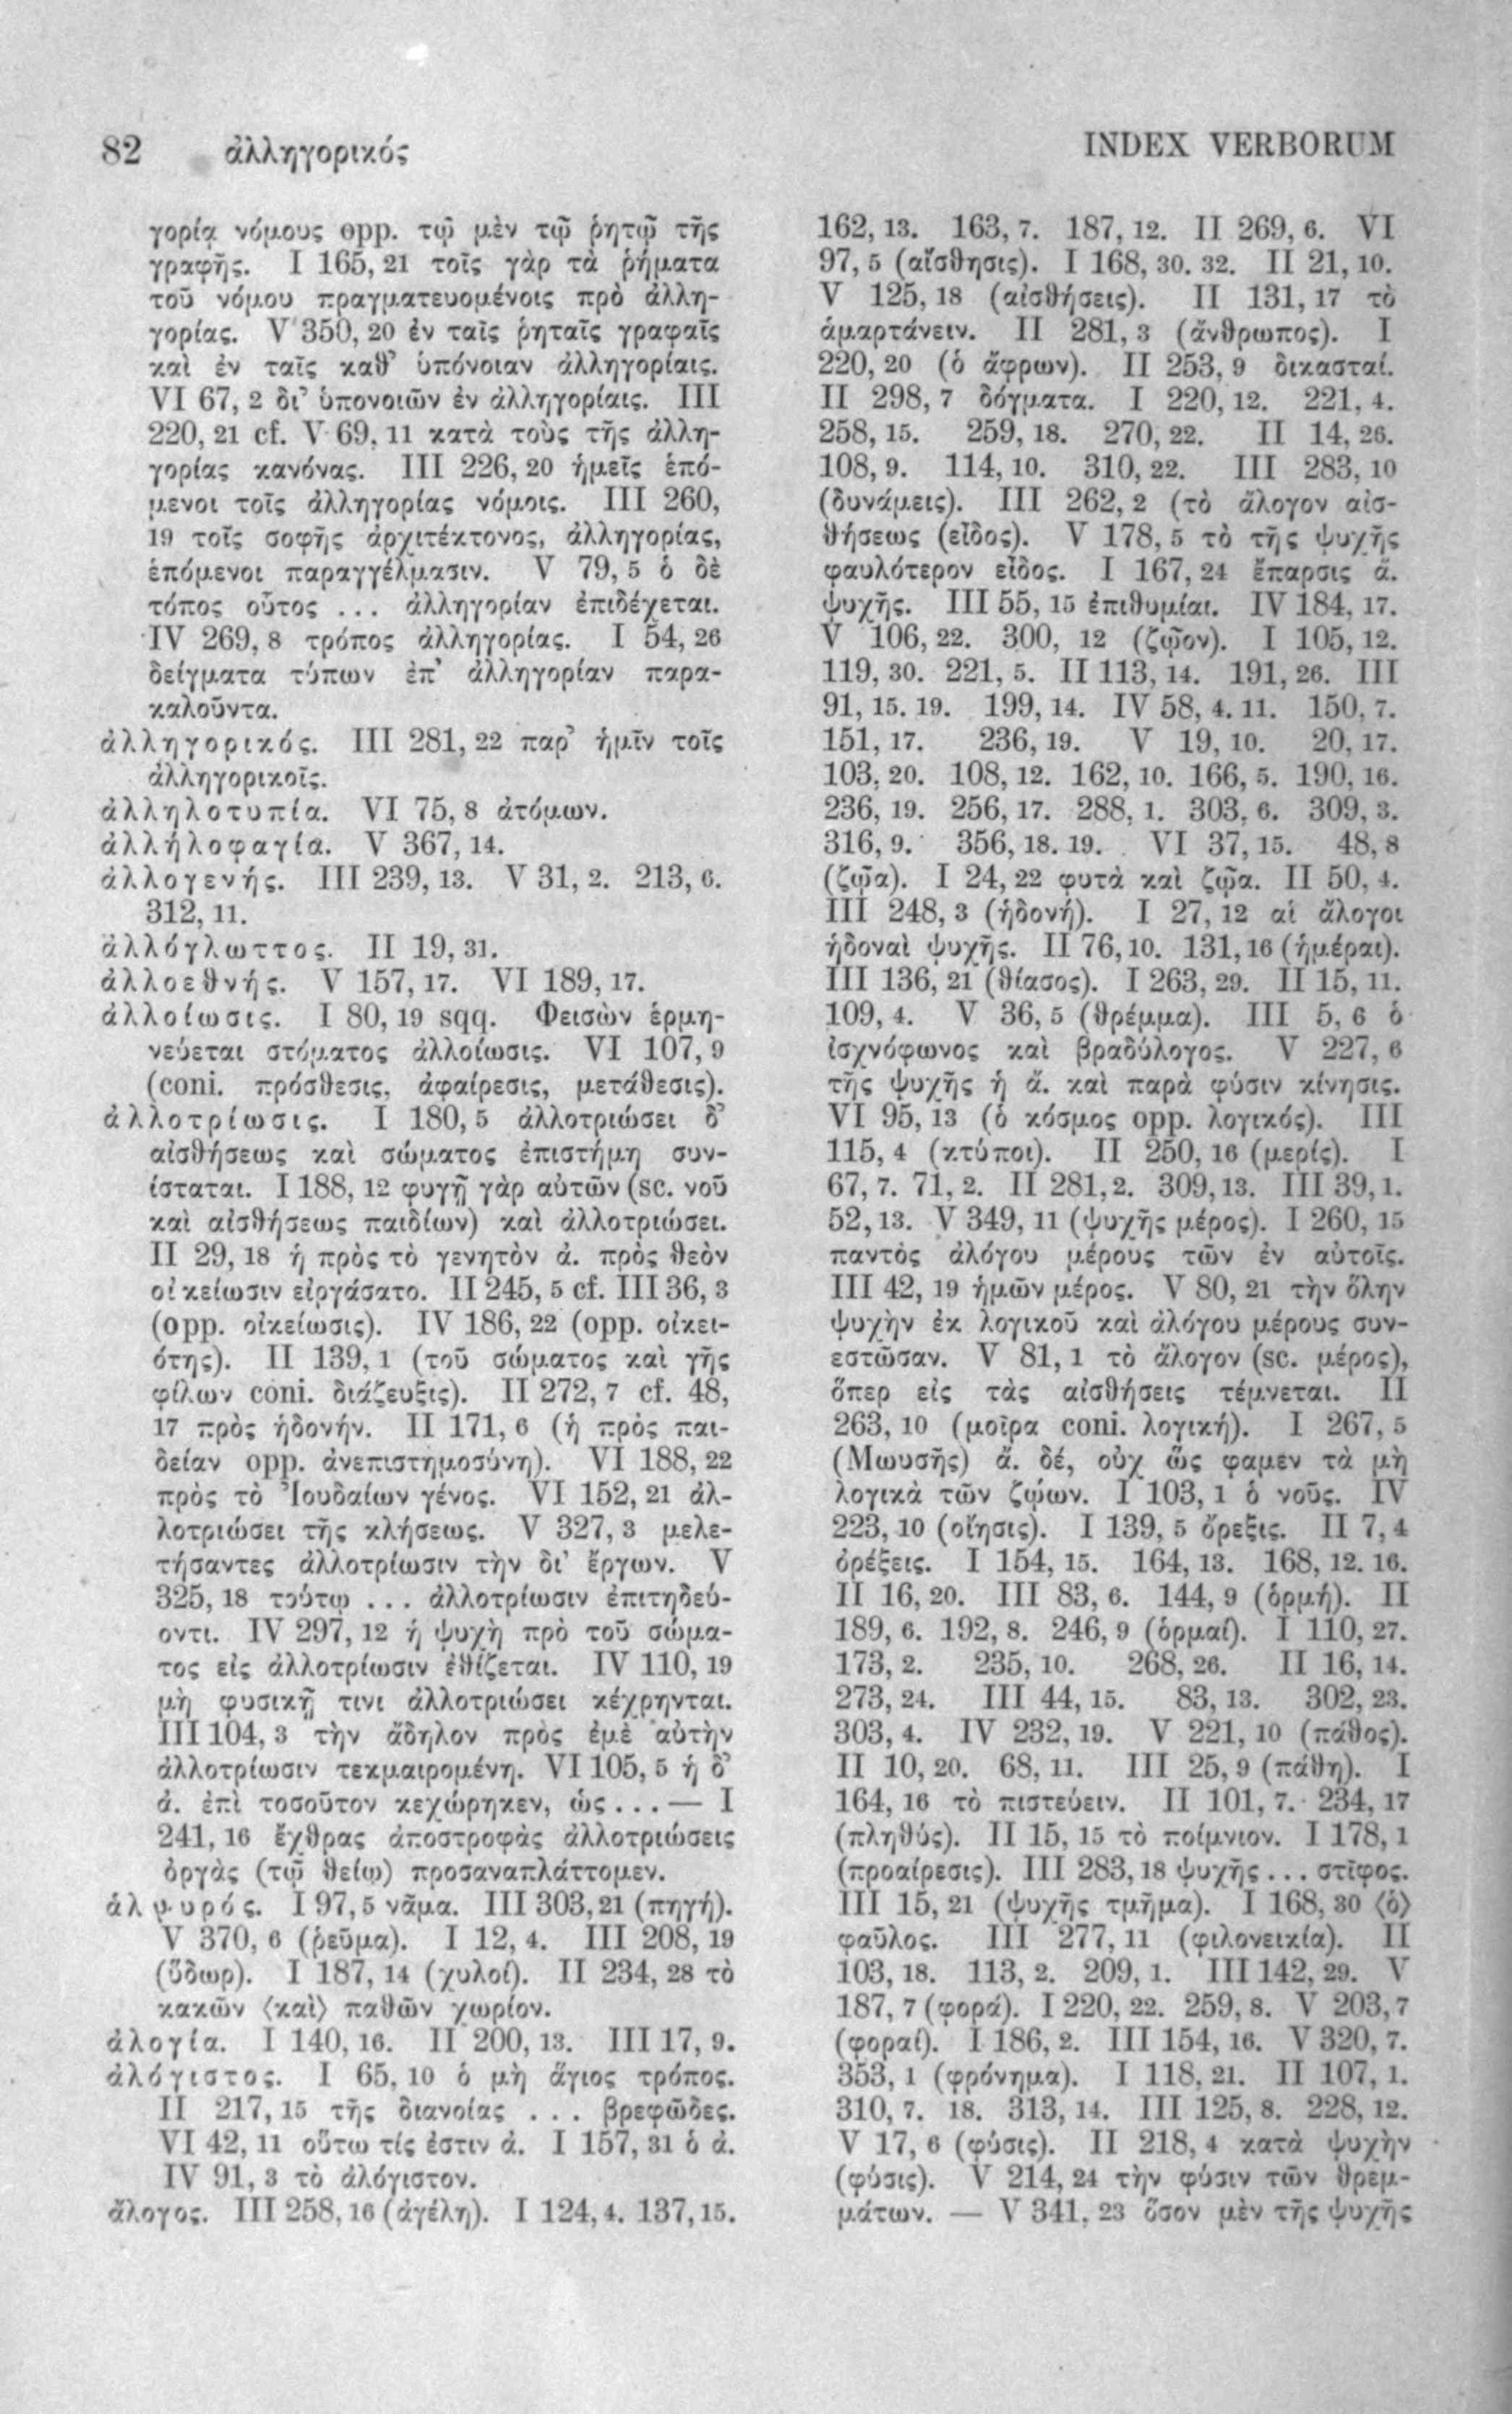 82 ἀλληγορικός
INDEX VERBORUM
γορίᾳ νόμους opp. τῳ μὲν τῷ ῥητῷ τῆς
γραφῆς. I 165, 21 τοῖς γὰρ τὰ ῥήματα
τοῦ νόμου πραγματευομένοις πρὸ ἀλλη-
γορίας. V 350, 20 ἐν ταῖς ῥηταῖς γραφαῖς
καὶ ἐν ταῖς καθ’ ὑπόνοιαν ἀλληγορίαις.
VI 67, 2 δι’ ὑπονοιῶν ἐν ἀλληγορίαις. III
220, 21 cf. V 69, 11 κατὰ τοὺς τῆς ἀλλη-
γορίας κανόνας. III 226, 20 ἡμεῖς ἑπό-
μενοι τοῖς ἀλληγορίας νόμοις. III 260,
19 τοῖς σοφῆς ἀρχιτέκτονος, ἀλληγορίας,
ἑπόμενοι παραγγέλμασιν. V 79, 5 ὁ δὲ
τόπος οὗτος ... ἀλληγορίαν ἐπιδέχεται.
IV 269, 8 τρόπος ἀλληγορίας. I 54, 26
δείγματα τύπων ἐπ’ ἀλληγορίαν παρα-
καλοῦντα.
ἀλληγορικός. III 281, 22 παρ’ ἡμῖν τοῖς
ἀλληγορικοῖς.
ἀλληλοτυπία. VI 75, 8 ἀτόμων.
ἀλληλοφαγία. V 367, 14.
ἀλλογενής. III 239, 13. V 31, 2. 213, 6.
312, 11.
ἀλλόγλωττος. II 19, 31.
ἀλλοεθνής. V 157, 17. VI 189, 17.
ἀλλοίωσις. I 80, 19 sqq. Φεισὼν ἑρμη-
νεύεται στόματος ἀλλοίωσις. VI 107, 9
(coni. πρόσθεσις, ἀφαίρεσις, μετάθεσις).
ἀλλοτρίωσις. I 180, 5 ἀλλοτριώσει δ’
αἰσθήσεως καὶ σώματος ἐπιστήμη συν-
ίσταται. I 188, 12 φυγῇ γὰρ αὐτῶν (sc. νοῦ
καὶ αἰσθήσεως παιδίων) καὶ ἀλλοτριώσει.
II 29, 18 ἡ πρὸς τὸ γενητὸν ἀ. πρὸς θεὸν
οἰκείωσιν εἰργάσατο. II 245, 5 cf. III 36, 3
(opp. οἰκείωσις). IV 186, 22 (opp. οἰκει-
ότης). II 139, 1 (τοῦ σώματος καὶ γῆς
φίλων coni. διάζευξις). II 272, 7 cf. 48,
17 πρὸς ἡδονήν. II 171, 6 (ἡ πρὸς παι-
δείαν opp. ἀνεπιστημοσύνη). VI 188, 22
πρὸς τὸ Ἰουδαίων γένος. VI 152, 21 ἀλ-
λοτριώσει τῆς κλήσεως. V 327, 3 μελε-
τήσαντες ἀλλοτρίωσιν τὴν δι’ ἔργων. V
325, 18 τούτῳ ... ἀλλοτρίωσιν ἐπιτηδεύ-
οντι. IV 297, 12 ἡ ψυχὴ πρὸ τοῦ σώμα-
τος εἰς ἀλλοτρίωσιν ἐθίζεται. IV 110, 19
μὴ φυσικῇ τινι ἀλλοτριώσει κέχρηνται.
III 104, 3 τὴν ἄδηλον πρὸς ἐμὲ αὐτὴν
ἀλλοτρίωσιν τεκμαιρομένη. VI 105, 5 ἡ δ’
ἀ. ἐπὶ τοσοῦτον κεχώρηκεν, ὡς ... — I
241, 16 ἔχθρας ἀποστροφὰς ἀλλοτριώσεις
ὀργὰς (τῷ θείῳ) προσαναπλάττομεν.
ἁλμυρός. I 97, 5 νᾶμα. III 303, 21 (πηγή).
V 370, 6 (ῥεῦμα). I 12, 4. III 208, 19
(ὕδωρ). I 187, 14 (χυλοί). II 234, 28 τὸ
κακῶν ⟨καὶ⟩ παθῶν χωρίον.
ἀλογία. I 140, 16. II 200, 13. III 17, 9.
ἀλόγιστος. I 65, 10 ὁ μὴ ἅγιος τρόπος.
II 217, 15 τῆς διανοίας ... βρεφῶδες.
VI 42, 11 οὕτω τίς ἐστιν ἀ. I 157, 31 ὁ ἀ.
IV 91, 3 τὸ ἀλόγιστον.
ἄλογος. III 258, 16 (ἀγέλη). I 124, 4. 137, 15.
162, 13. 163, 7. 187, 12. II 269, 6. VI
97, 5 (αἴσθησις). I 168, 30. 32. II 21, 10.
V 125, 18 (αἰσθήσεις). II 131, 17 τὸ
ἁμαρτάνειν. II 281, 3 (ἄνθρωπος). I
220, 20 (ὁ ἄφρων). II 253, 9 δικασταί.
II 298, 7 δόγματα. I 220, 12. 221, 4.
258, 15. 259, 18. 270, 22. II 14, 26.
108, 9. 114, 10. 310, 22. III 283, 10
(δυνάμεις). III 262, 2 (τὸ ἄλογον αἰσ-
θήσεως (εἶδος). V 178, 5 τὸ τῆς ψυχῆς
φαυλότερον εἶδος. I 167, 24 ἔπαρσις ἄ.
ψυχῆς. III 55, 15 ἐπιθυμίαι. IV 184, 17.
V 106, 22. 300, 12 (ζῷον). I 105, 12.
119, 30. 221, 5. II 113, 14. 191, 26. III
91, 15. 19. 199, 14. IV 58, 4. 11. 150, 7.
151, 17. 236, 19. V 19, 10. 20, 17.
103, 20. 108, 12. 162, 10. 166, 5. 190, 16.
236, 19. 256, 17. 288, 1. 303, 6. 309, 3.
316, 9. 356, 18. 19. VI 37, 15. 48, 8
(ζῷα). I 24, 22 φυτὰ καὶ ζῷα. II 50, 4.
III 248, 3 (ἡδονή). I 27, 12 αἱ ἄλογοι
ἡδοναὶ ψυχῆς. II 76, 10. 131, 16 (ἡμέραι).
III 136, 21 (θίασος). I 263, 29. II 15, 11.
109, 4. V 36, 5 (θρέμμα). III 5, 6 ὁ
ἰσχνόφωνος καὶ βραδύλογος. V 227, 6
τῆς ψυχῆς ἡ ἄ. καὶ παρὰ φύσιν κίνησις.
VI 95, 13 (ὁ κόσμος opp. λογικός). III
115, 4 (κτύποι). II 250, 16 (μερίς). I
67, 7. 71, 2. II 281, 2. 309, 13. III 39, 1.
52, 13. V 349, 11 (ψυχῆς μέρος). I 260, 15
παντὸς ἀλόγου μέρους τῶν ἐν αὐτοῖς.
III 42, 19 ἡμῶν μέρος. V 80, 21 τὴν ὅλην
ψυχὴν ἐκ λογικοῦ καὶ ἀλόγου μέρους συν-
εστῶσαν. V 81, 1 τὸ ἄλογον (sc. μέρος),
ὅπερ εἰς τὰς αἰσθήσεις τέμνεται. II
263, 10 (μοῖρα coni. λογική). I 267, 5
(Μωυσῆς) ἄ. δέ, οὐχ ὥς φαμεν τὰ μὴ
λογικὰ τῶν ζῴων. I 103, 1 ὁ νοῦς. IV
223, 10 (οἴησις). I 139, 5 ὄρεξις. II 7, 4
ὀρέξεις. I 154, 15. 164, 13. 168, 12. 16.
II 16, 20. III 83, 6. 144, 9 (ὁρμή). II
189, 6. 192, 8. 246, 9 (ὁρμαί). I 110, 27.
173, 2. 235, 10. 268, 26. II 16, 14.
273, 24. III 44, 15. 83, 13. 302, 23.
303, 4. IV 232, 19. V 221, 10 (πάθος).
II 10, 20. 68, 11. III 25, 9 (πάθη). I
164, 16 τὸ πιστεύειν. II 101, 7. 234, 17
(πληθύς). II 15, 15 τὸ ποίμνιον. I 178, 1
(προαίρεσις). III 283, 18 ψυχῆς ... στῖφος.
III 15, 21 (ψυχῆς τμῆμα). I 168, 30 ⟨ὁ⟩
φαῦλος. III 277, 11 (φιλονεικία). II
103, 18. 113, 2. 209, 1. III 142, 29. V
187, 7 (φορά). I 220, 22. 259, 8. V 203, 7
(φοραί). I 186, 2. III 154, 16. V 320, 7.
353, 1 (φρόνημα). I 118, 21. II 107, 1.
310, 7. 18. 313, 14. III 125, 8. 228, 12.
V 17, 6 (φύσις). II 218, 4 κατὰ ψυχὴν
(φύσις). V 214, 24 τὴν φύσιν τῶν θρεμ-
μάτων. — V 341, 23 ὅσον μὲν τῆς ψυχῆς